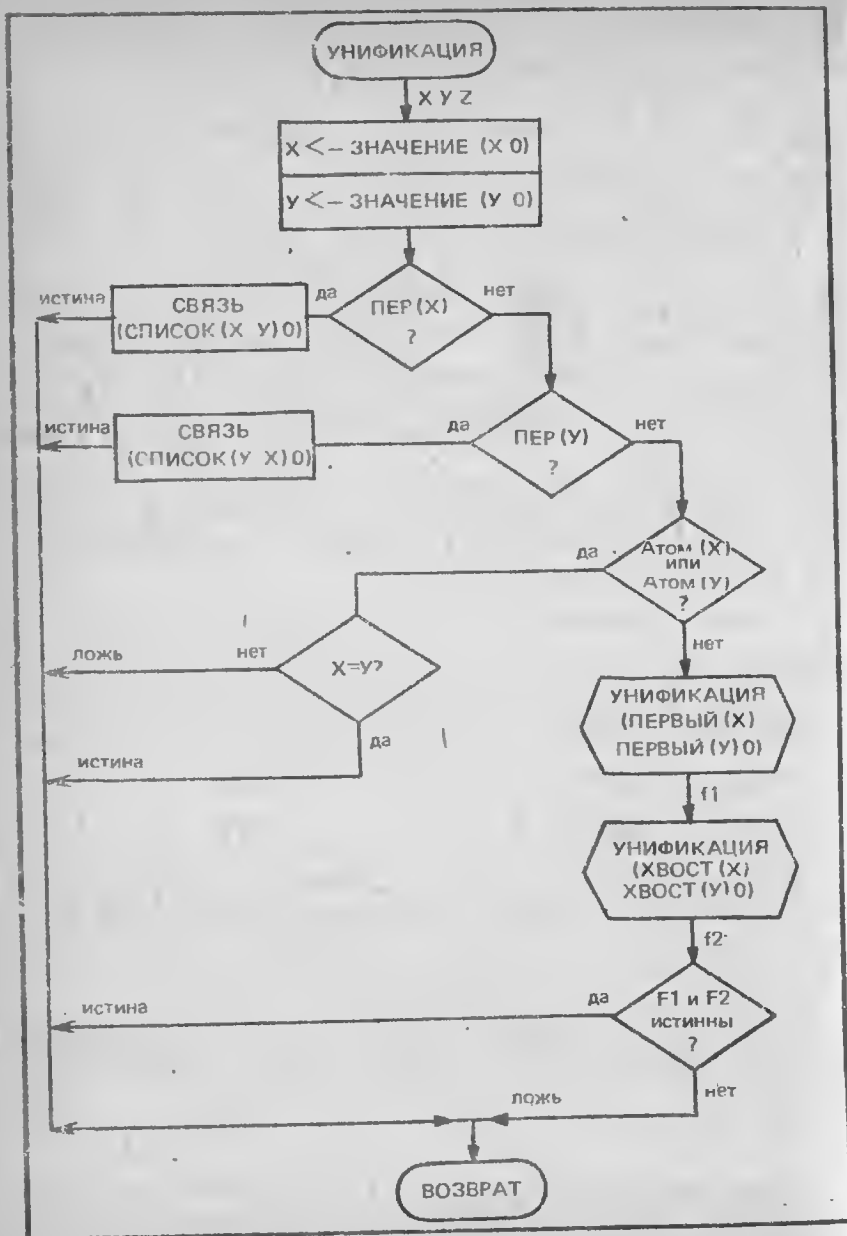 УНИФИКАЦИЯ
X У Z
X <– ЗНАЧЕНИЕ (X 0)
У <– ЗНАЧЕНИЕ (У 0)
истина
СВЯЗЬ
(СПИСОК (X У) 0)
да
ПЕР (X)
?
нет
истина
СВЯЗЬ
(СПИСОК (У X) 0)
да
ПЕР (У)
?
нет
да
Атом (X)
или
Атом (У)
?
нет
ложь
нет
X=У?
да
истина
УНИФИКАЦИЯ
(ПЕРВЫЙ (X)
ПЕРВЫЙ (У) 0)
f1
УНИФИКАЦИЯ
(ХВОСТ (X)
ХВОСТ (У) 0)
f2
истина
да
F1 и F2
истинны
?
нет
ложь
ВОЗВРАТ